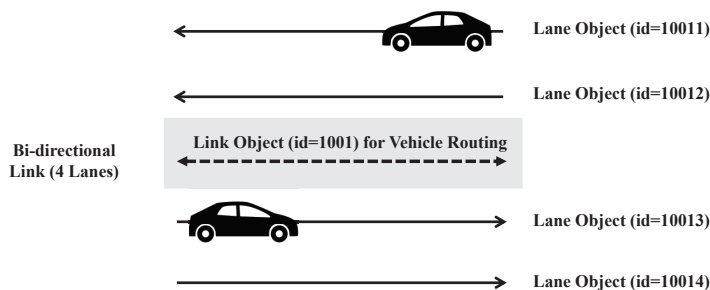 Lane Object (id=10011)
Lane Object (id=10012)
Link Object (id=1001) for Vehicle Routing
Bi-directional
Link (4 Lanes)
Lane Object (id=10013)
Lane Object (id=10014)